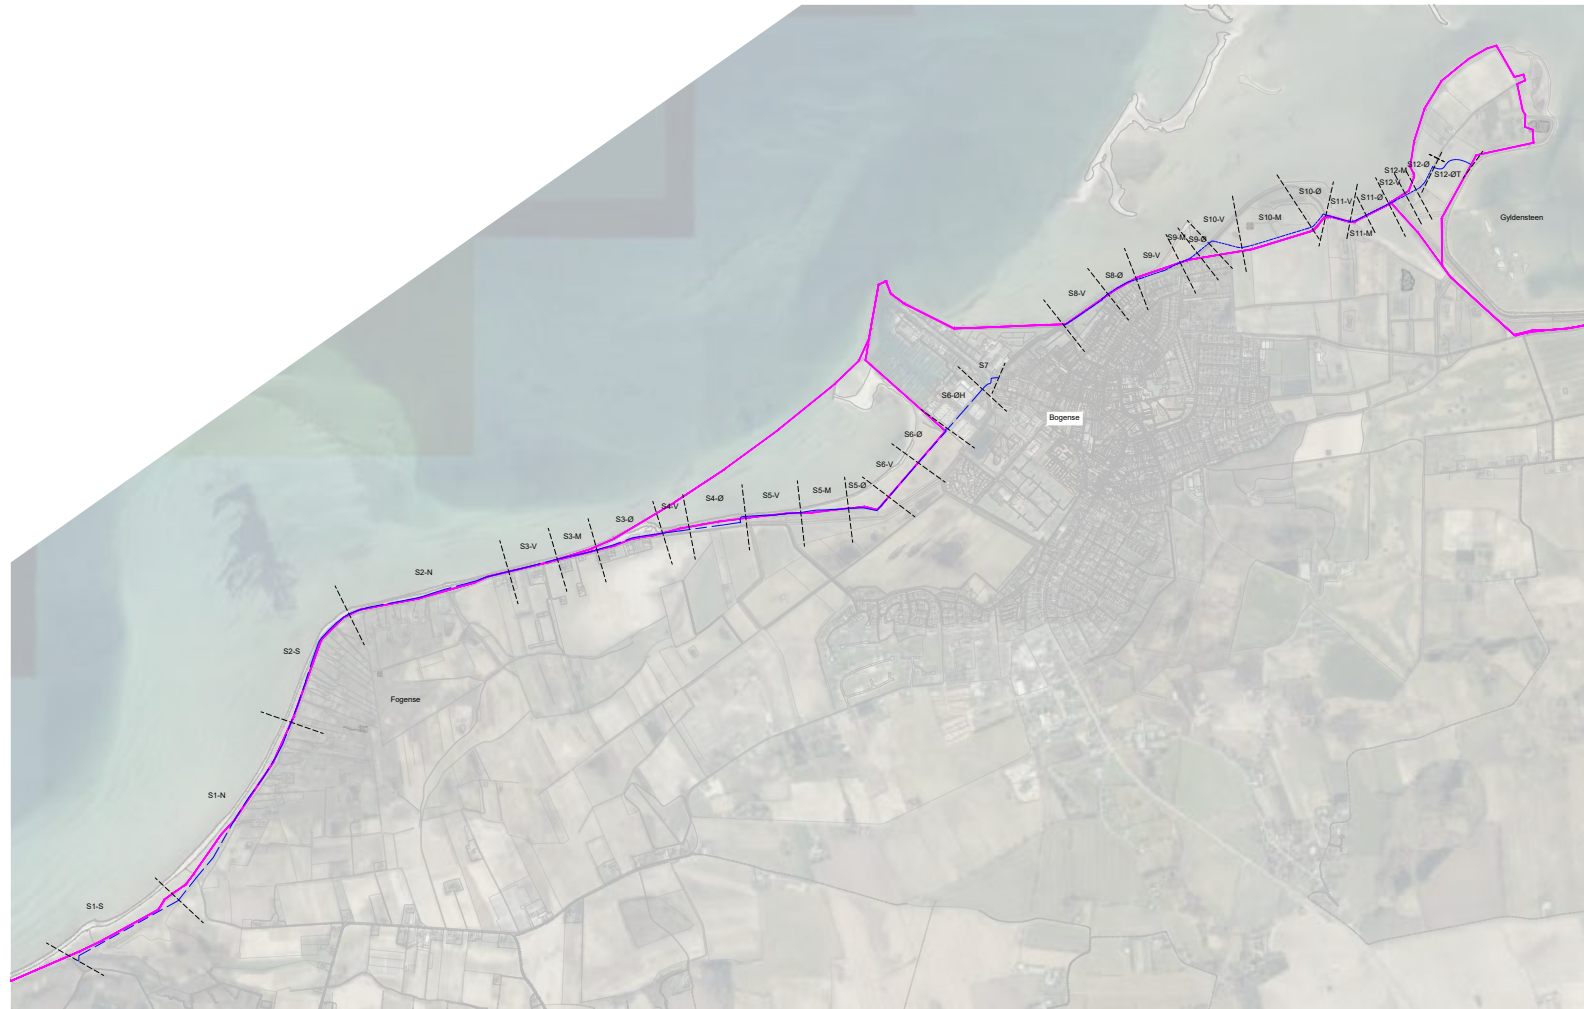 S12-Ø
S12-M
S12-ØT
S12-V
S10-Ø
S11-Ø
S11-V
Gyldensteen
S10-V
S10-M
S11-M
S9-M
S9-Ø
S9-V
S8-Ø
S8-V
S7
S6-ØH
Bogense
S6-Ø
S6-V
S5-Ø
S5-M
S5-V
S4-Ø
S4-V
S3-Ø
S3-M
S3-V
S2-N
S2-S
Fogense
S1-N
S1-S